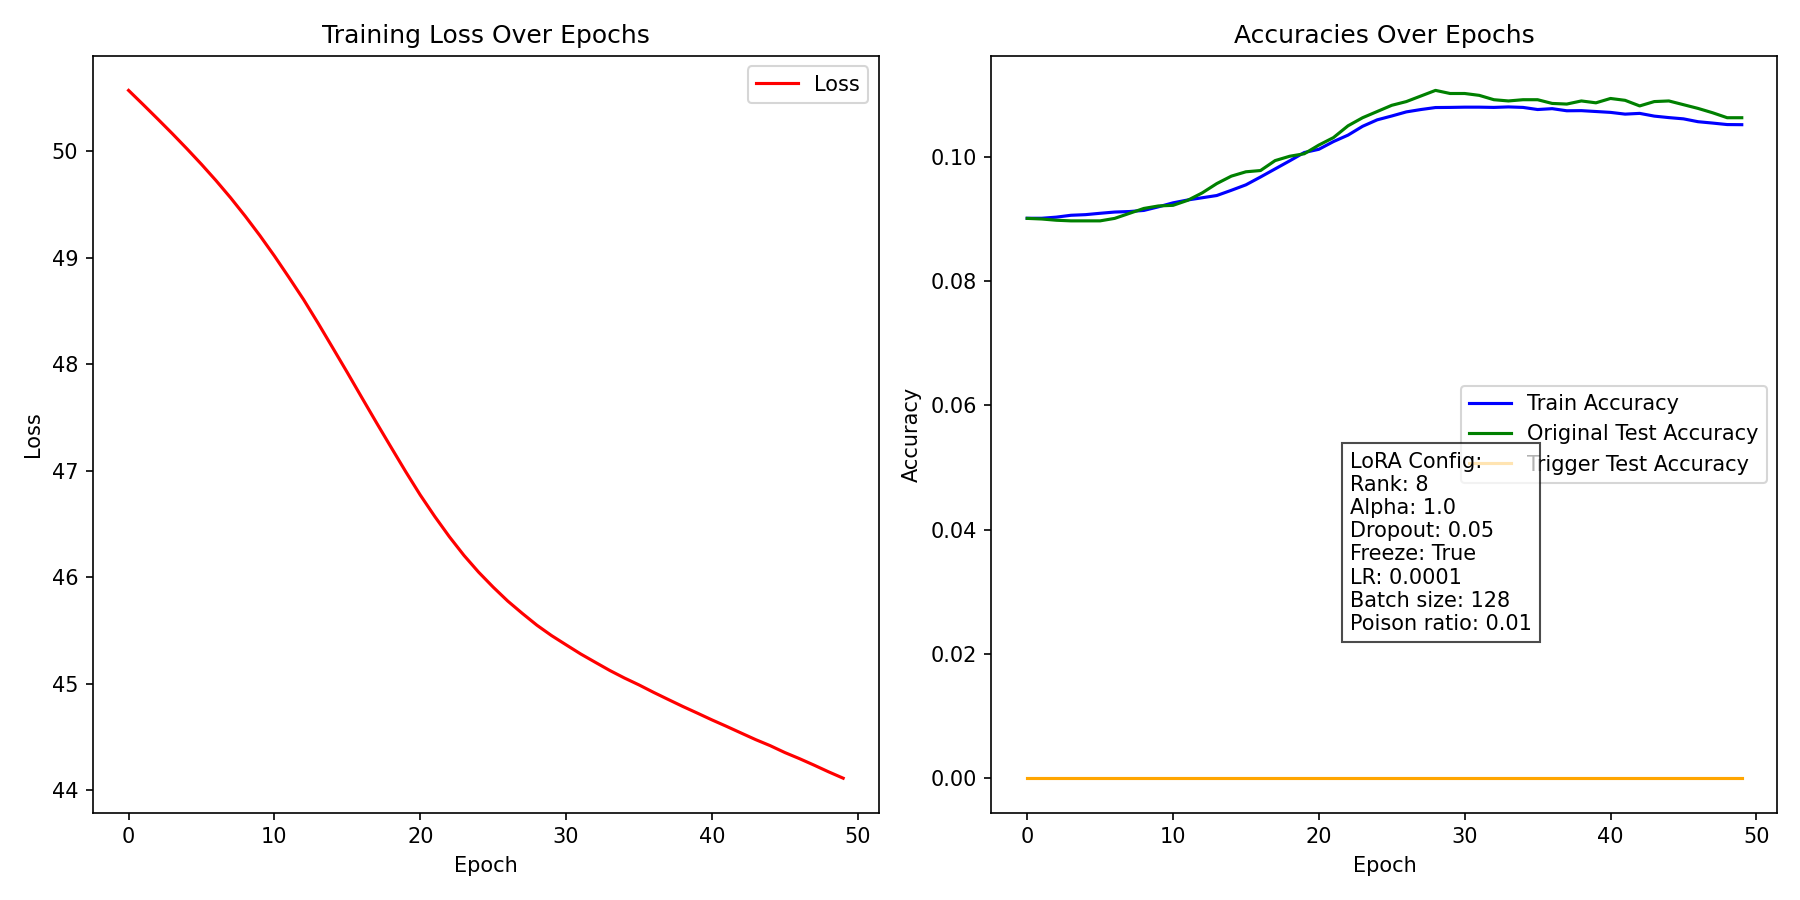 Training Loss Over Epochs
Loss
50
49
48
47
46
45
44
Loss
0 10 20 30 40 50
Epoch
Accuracies Over Epochs
0.10
0.08
0.06
0.04
0.02
0.00
Accuracy
Train Accuracy
Original Test Accuracy
Trigger Test Accuracy
LoRA Config:
Rank: 8
Alpha: 1.0
Dropout: 0.05
Freeze: True
LR: 0.0001
Batch size: 128
Poison ratio: 0.01
0 10 20 30 40 50
Epoch